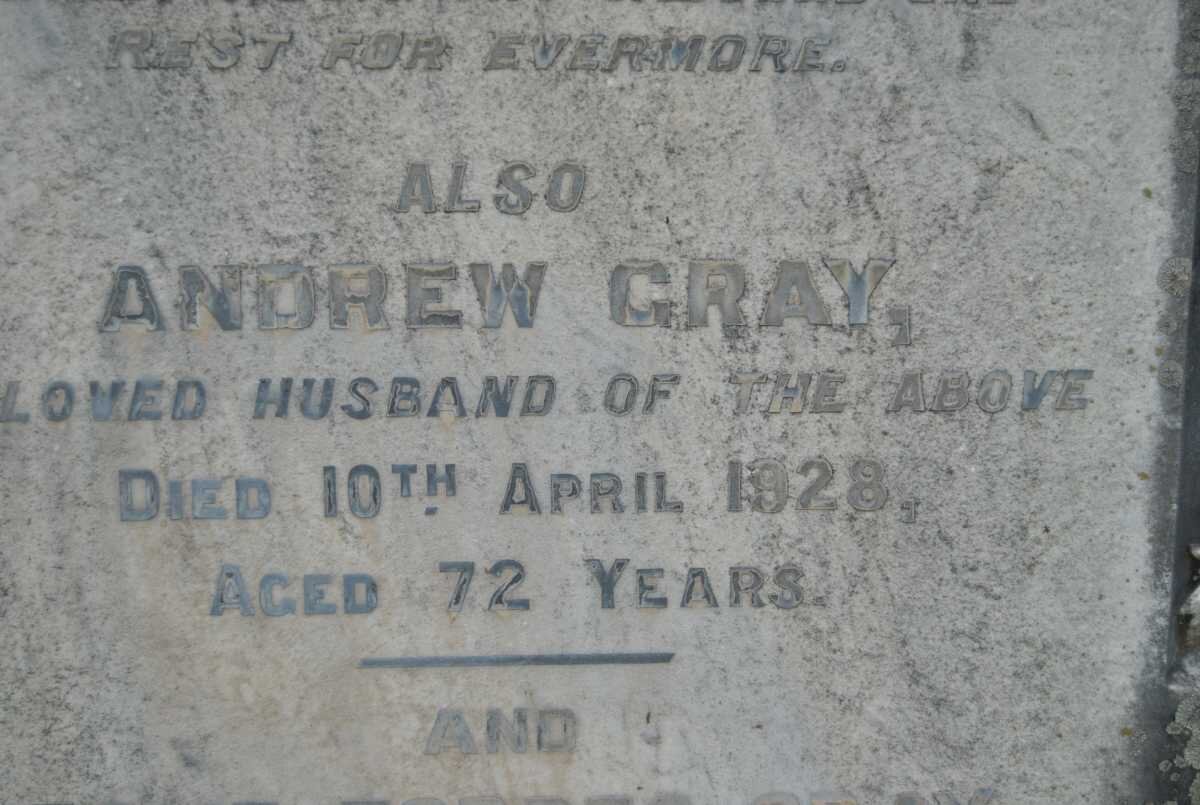 REST FOR EVERMORE.
ALSO
ANDREW GRAY,
LOVED HUSBAND OF THE ABOVE
DIED 10TH. APRIL 1928,
AGED 72 YEARS.
AND
GRAY